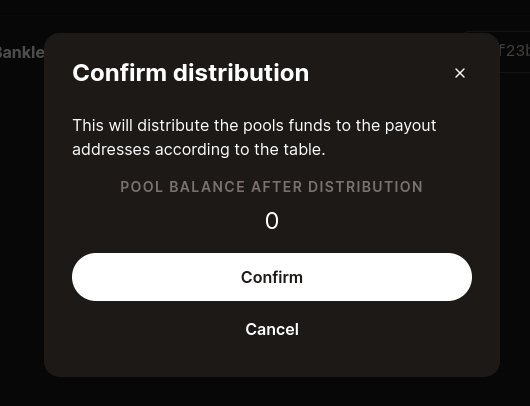 Bankle
f23b
Confirm distribution
This will distribute the pools funds to the payout
addresses according to the table.
POOL BALANCE AFTER DISTRIBUTION
0
Confirm
Cancel